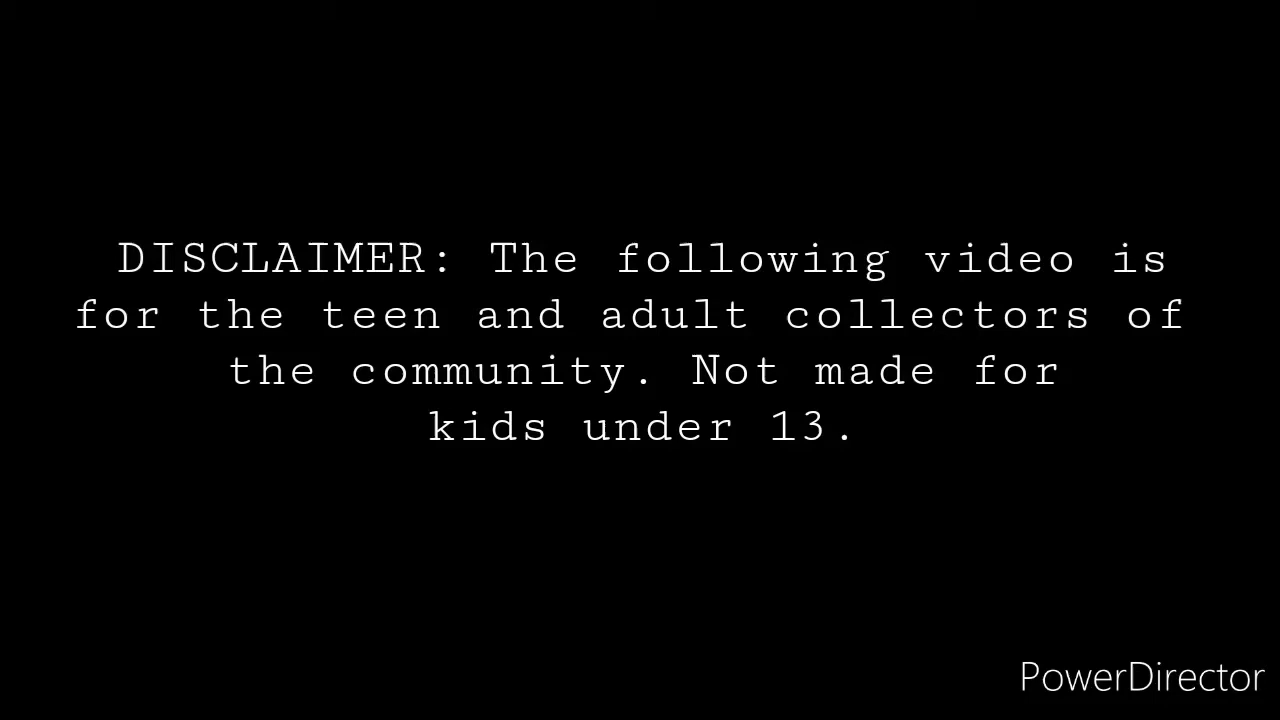 DISCLAIMER: The following video is
for the teen and adult collectors of
the community. Not made for
kids under 13.
PowerDirector